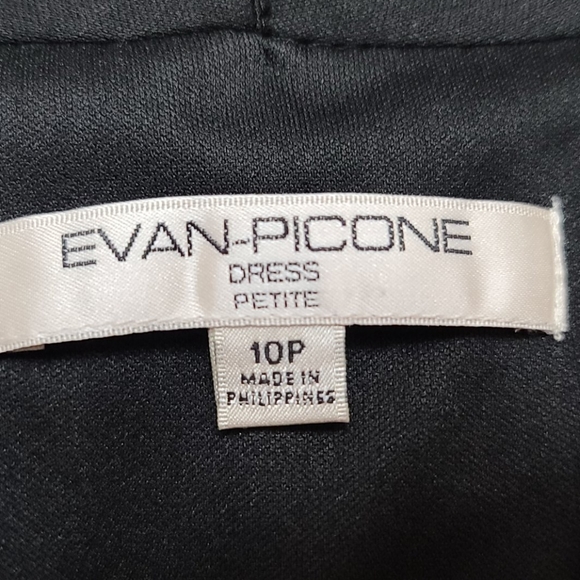 EVAN-PICONE
DRESS
PETITE
10P
MADE IN
PHILIPPINES